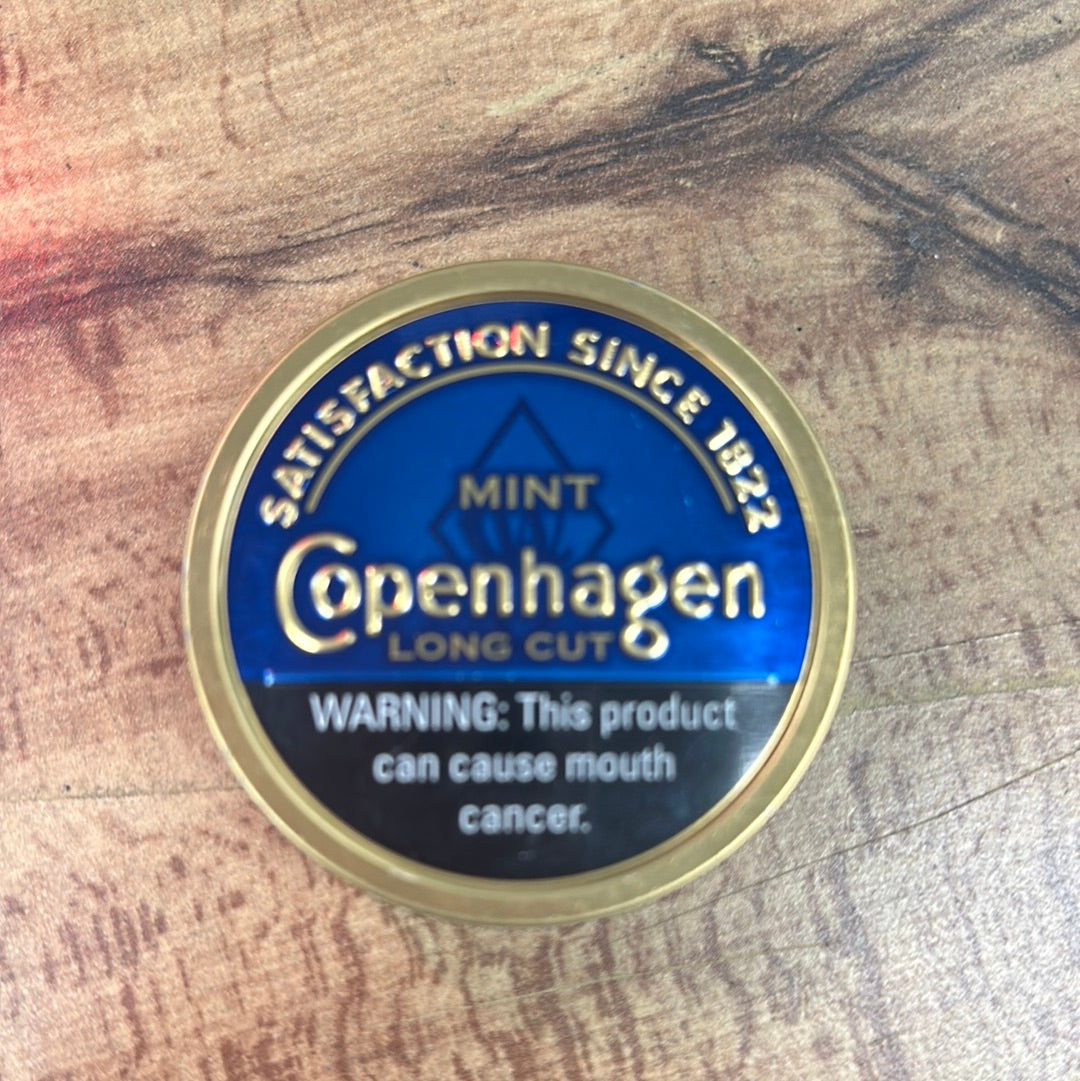 SATISFACTION SINCE 1822
MINT
Copenhagen
LONG CUT
WARNING: This product
can cause mouth
cancer.